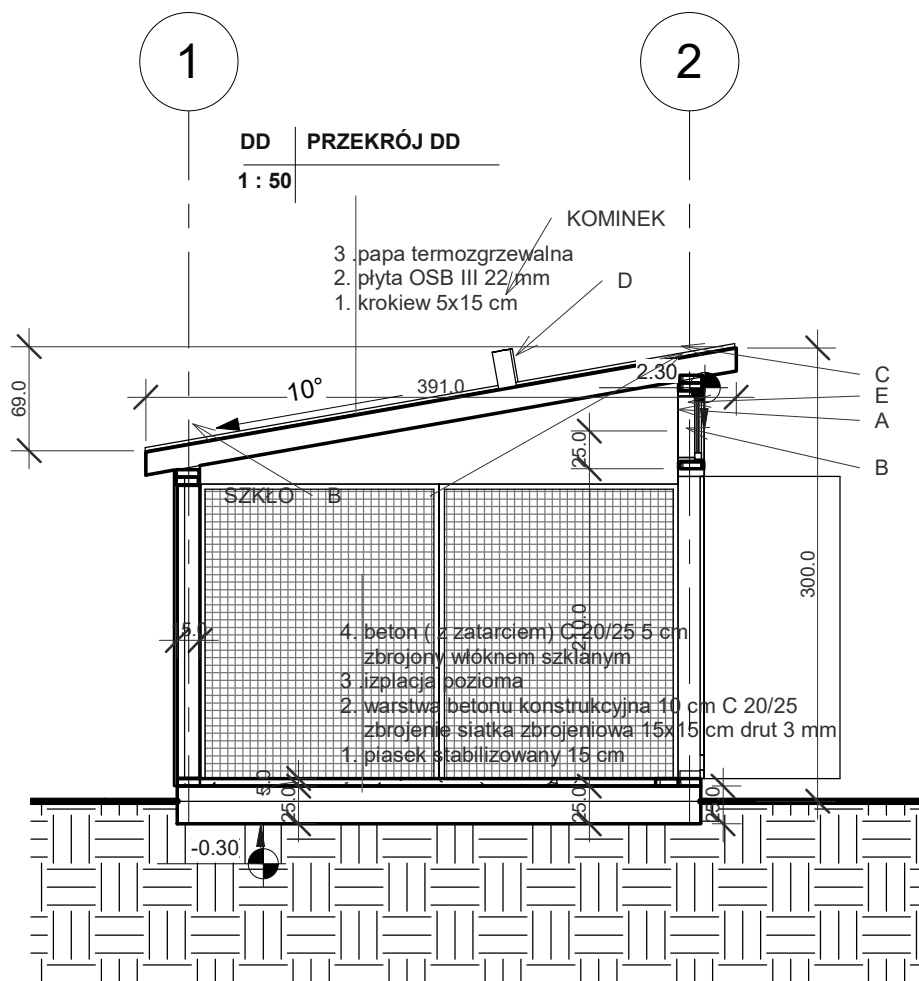 1
2
DD PRZEKRÓJ DD
1 : 50
KOMINEK
3 .papa termozgrzewalna
2. płyta OSB III 22 mm
1. krokiew 5x15 cm
D
C
E
A
B
69.0
10°
391.0
2.30
25.0
SZKŁO B
300.0
15.0
210.0
4. beton ( z zatarciem) C 20/25 5 cm
zbrojony włóknem szklanym
3 .izplacja pozioma
2. warstwa betonu konstrukcyjna 10 cm C 20/25
zbrojenie siatka zbrojeniowa 15x15 cm drut 3 mm
1. piasek stabilizowany 15 cm
5.0
25.0
25.0
25.0
-0.30